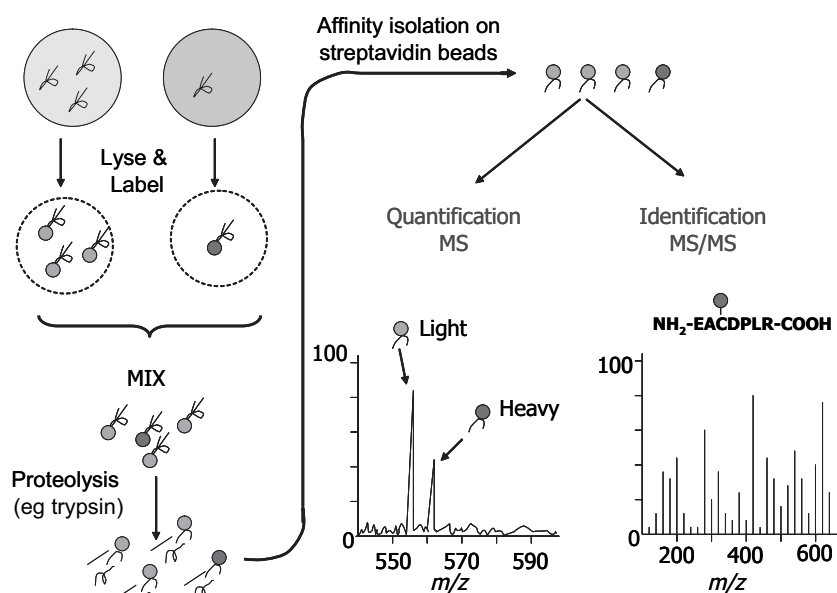 Affinity isolation on
streptavidin beads
Lyse &
Label
Quantification
MS
Identification
MS/MS
NH2-EACDPLR-COOH
Light
Heavy
MIX
Proteolysis
(eg trypsin)
100
0
550
570
590
m/z
100
0
200
400
600
m/z